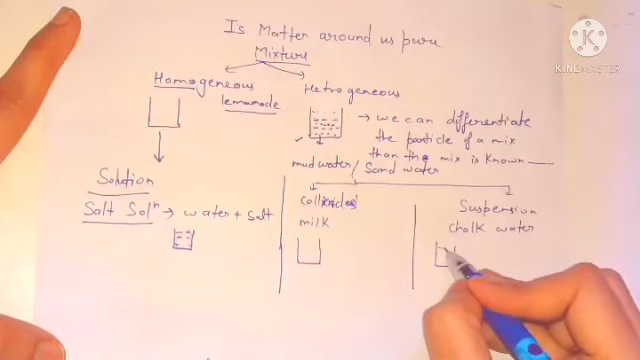 Is Matter around us pure
Mixture
Homogeneous
Hetrogeneous
lemonade
→ we can differentiate
the particle of a mix
than the mix is known
mud water /
Sand water
Solution
Salt Solⁿ → water + salt
milk
Suspension
chalk water
KINEMASTER